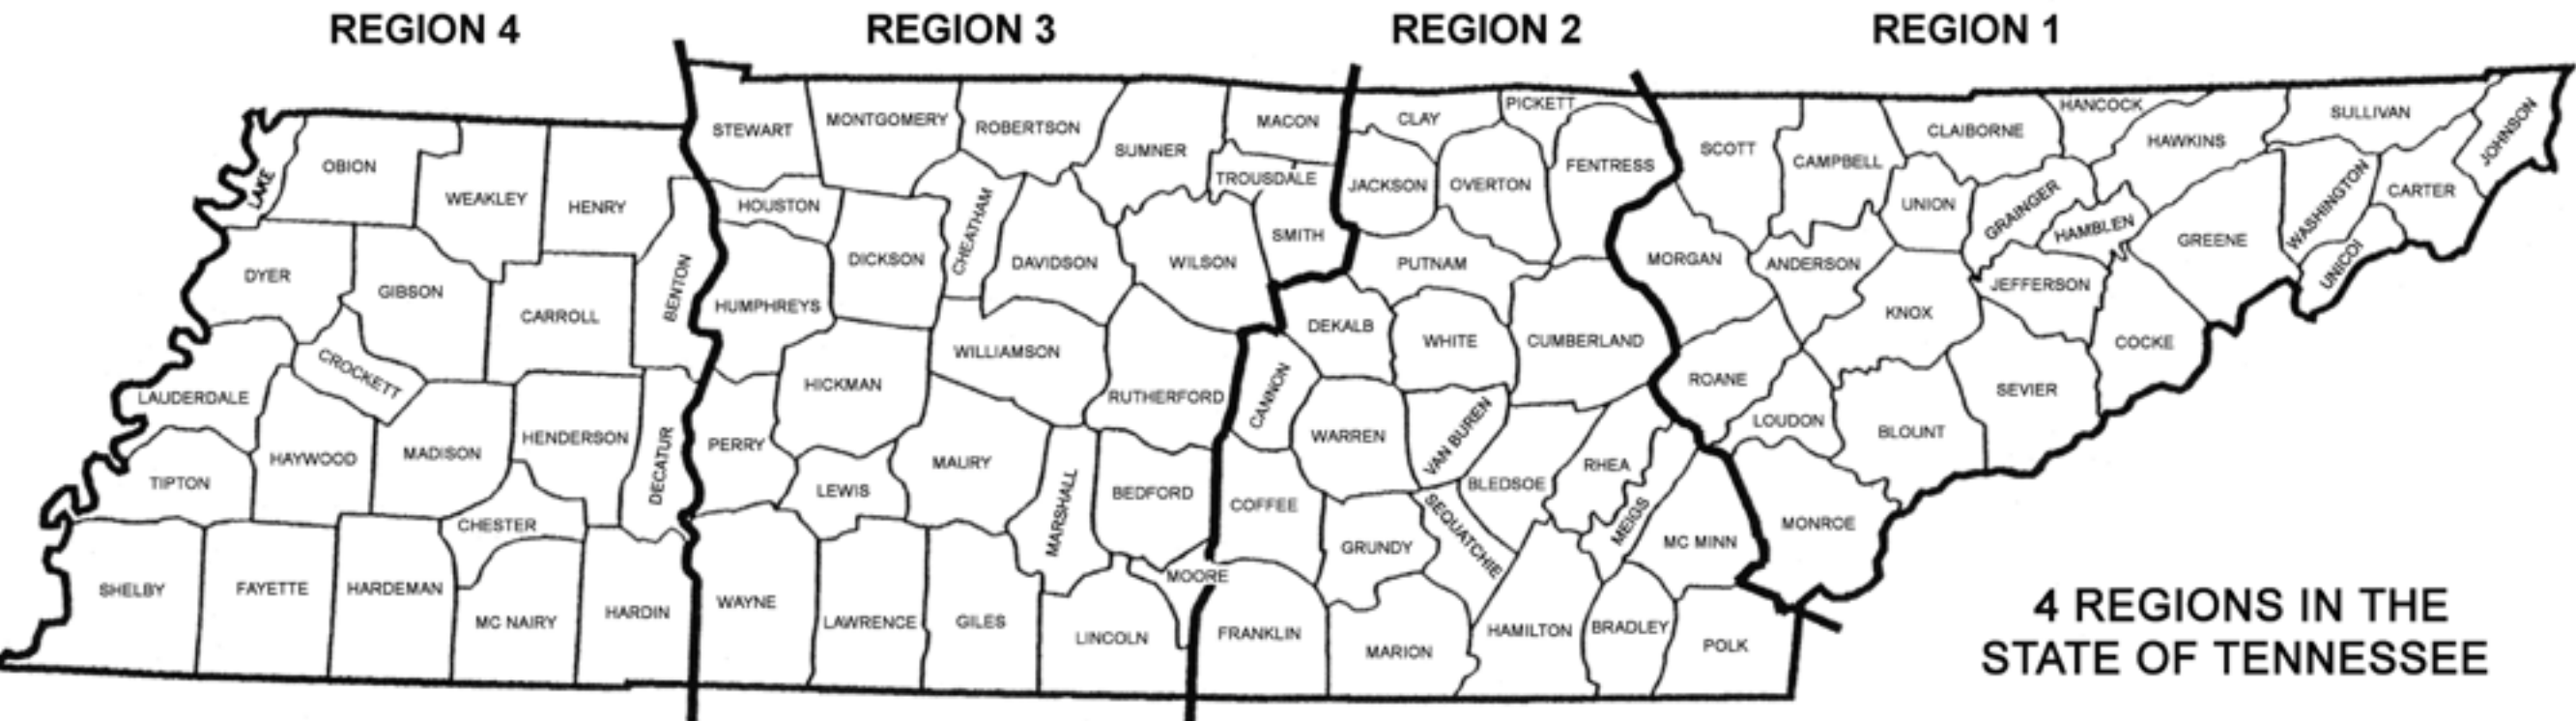 REGION 4
REGION 3
REGION 2
REGION 1
LAKE
OBION
WEAKLEY
HENRY
DYER
GIBSON
CARROLL
BENTON
LAUDERDALE
CROCKETT
HAYWOOD
MADISON
HENDERSON
DECATUR
TIPTON
CHESTER
SHELBY
FAYETTE
HARDEMAN
MC NAIRY
HARDIN
STEWART
MONTGOMERY
ROBERTSON
SUMNER
MACON
TROUSDALE
HOUSTON
DICKSON
CHEATHAM
DAVIDSON
WILSON
SMITH
HUMPHREYS
HICKMAN
WILLIAMSON
RUTHERFORD
PERRY
LEWIS
MAURY
MARSHALL
BEDFORD
MOORE
WAYNE
LAWRENCE
GILES
LINCOLN
CLAY
PICKETT
JACKSON
OVERTON
FENTRESS
PUTNAM
DEKALB
WHITE
CUMBERLAND
CANNON
WARREN
VAN BUREN
BLEDSOE
RHEA
COFFEE
GRUNDY
SEQUATCHIE
MEIGS
MC MINN
FRANKLIN
MARION
HAMILTON
BRADLEY
POLK
SCOTT
CAMPBELL
CLAIBORNE
HANCOCK
HAWKINS
SULLIVAN
JOHNSON
UNION
GRAINGER
HAMBLEN
GREENE
WASHINGTON
CARTER
UNICOI
MORGAN
ANDERSON
KNOX
JEFFERSON
COCKE
ROANE
LOUDON
BLOUNT
SEVIER
MONROE
4 REGIONS IN THE
STATE OF TENNESSEE